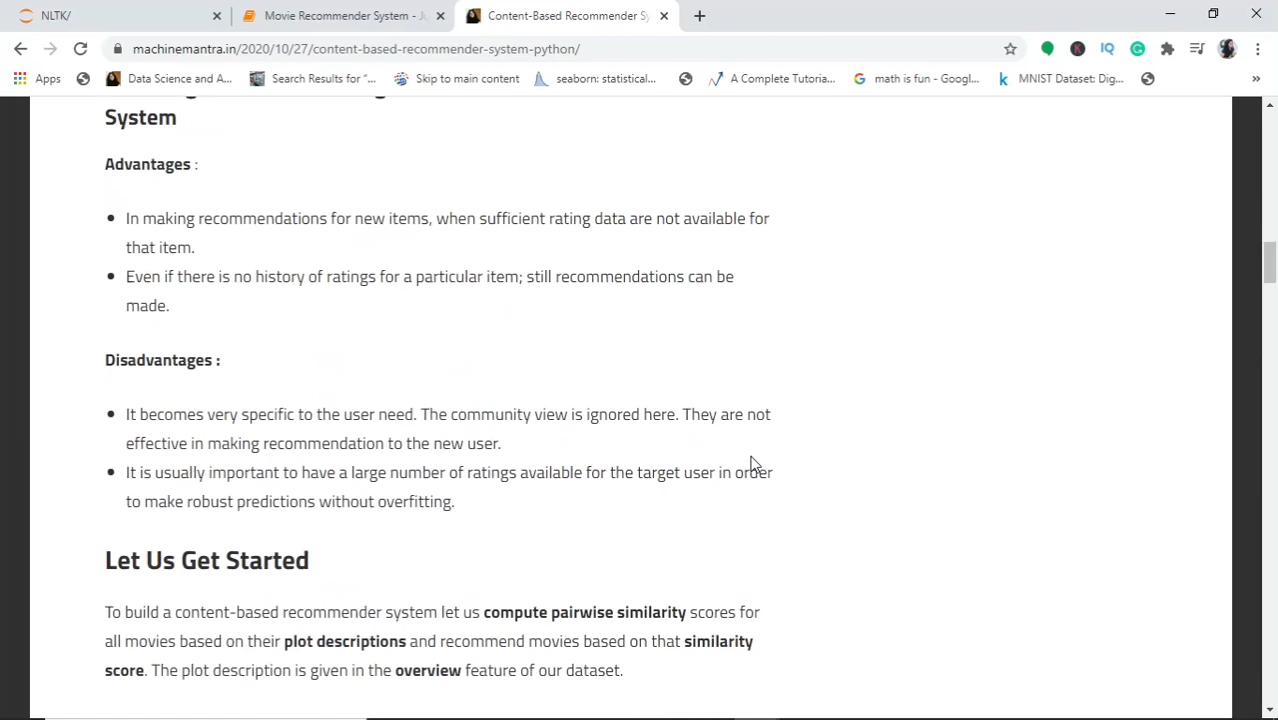 NLTK/
Movie Recommender System - Ju
Content-Based Recommender Sy
machinemantra.in/2020/10/27/content-based-recommender-system-python/
Apps
Data Science and A...
Search Results for "...
Skip to main content
seaborn: statistical...
A Complete Tutoria...
math is fun - Googl...
MNIST Dataset: Dig...
»
System
Advantages :
• In making recommendations for new items, when sufficient rating data are not available for
that item.
• Even if there is no history of ratings for a particular item; still recommendations can be
made.
Disadvantages :
• It becomes very specific to the user need. The community view is ignored here. They are not
effective in making recommendation to the new user.
• It is usually important to have a large number of ratings available for the target user in order
to make robust predictions without overfitting.
Let Us Get Started
To build a content-based recommender system let us compute pairwise similarity scores for
all movies based on their plot descriptions and recommend movies based on that similarity
score. The plot description is given in the overview feature of our dataset.